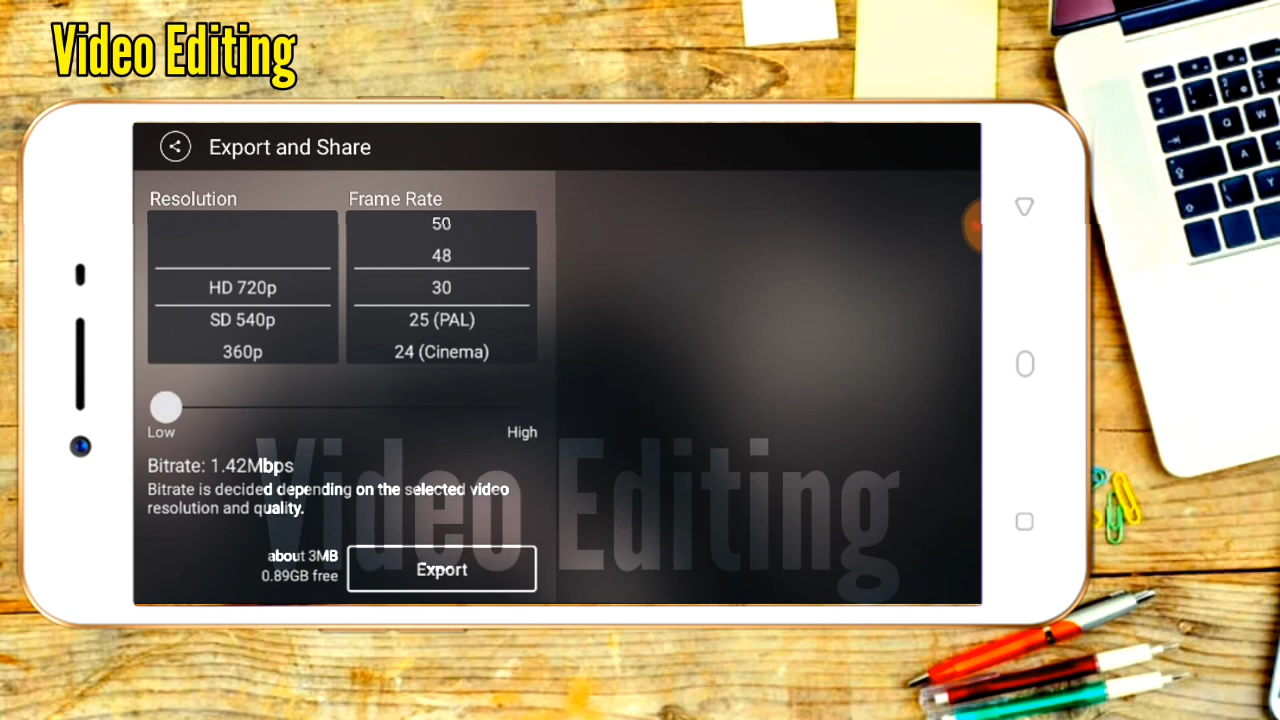 Video Editing
Export and Share
Resolution
Frame Rate
50
48
HD 720p
30
SD 540p
25 (PAL)
360p
24 (Cinema)
Low
High
Bitrate: 1.42Mbps
Bitrate is decided depending on the selected video
resolution and quality.
Video Editing
about 3MB
0.89GB free
Export
Q
W
A